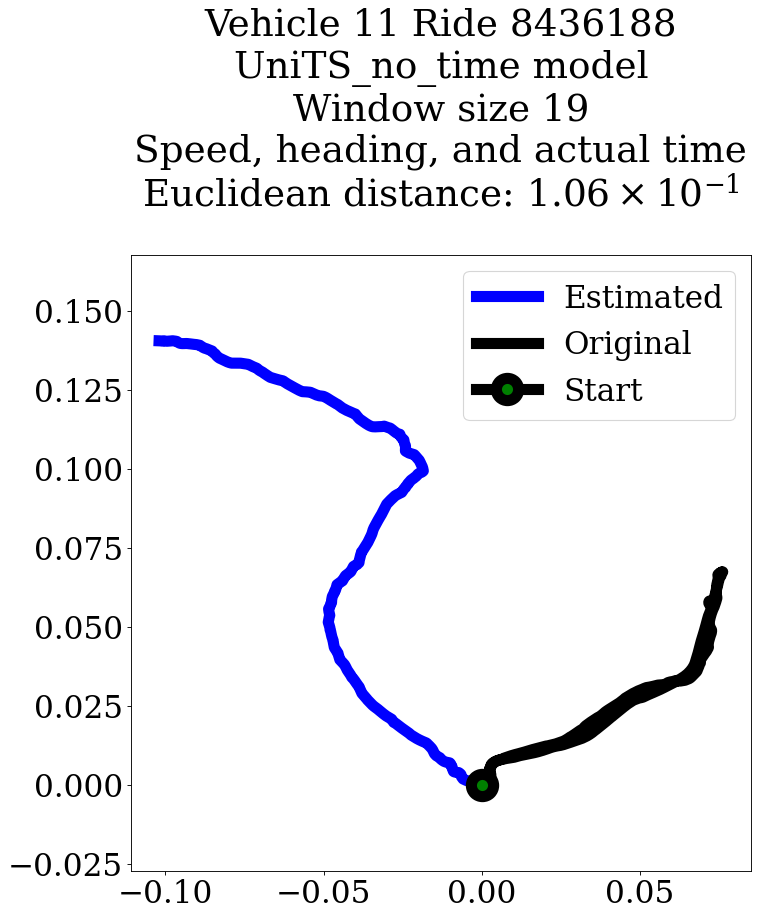 Vehicle 11 Ride 8436188
UniTS_no_time model
Window size 19
Speed, heading, and actual time
Euclidean distance: 1.06 × 10⁻¹
Estimated
Original
Start
0.150
0.125
0.100
0.075
0.050
0.025
0.000
−0.025
−0.10 −0.05 0.00 0.05